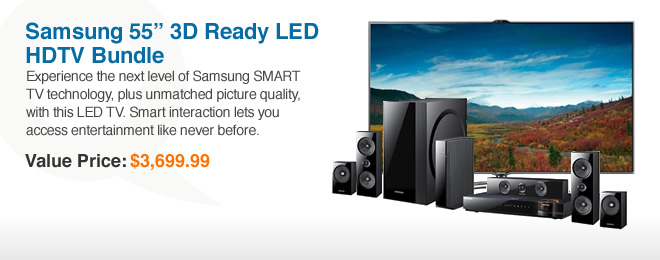 Samsung 55” 3D Ready LED
HDTV Bundle
Experience the next level of Samsung SMART
TV technology, plus unmatched picture quality,
with this LED TV. Smart interaction lets you
access entertainment like never before.
Value Price: $3,699.99